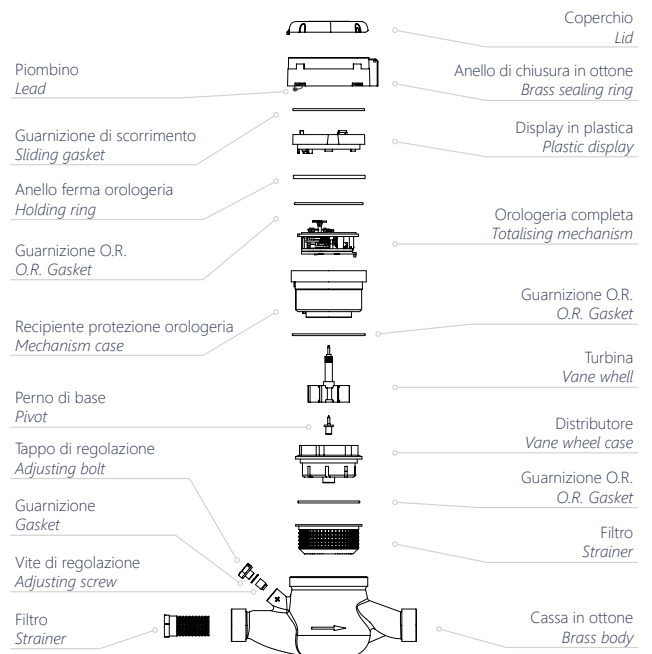 Coperchio
Lid
Piombino
Lead
Anello di chiusura in ottone
Brass sealing ring
Guarnizione di scorrimento
Sliding gasket
Display in plastica
Plastic display
Anello ferma orologeria
Holding ring
Orologeria completa
Totalising mechanism
Guarnizione O.R.
O.R. Gasket
Guarnizione O.R.
O.R. Gasket
Recipiente protezione orologeria
Mechanism case
Turbina
Vane whell
Perno di base
Pivot
Distributore
Vane wheel case
Tappo di regolazione
Adjusting bolt
Guarnizione O.R.
O.R. Gasket
Guarnizione
Gasket
Filtro
Strainer
Vite di regolazione
Adjusting screw
Filtro
Strainer
Cassa in ottone
Brass body